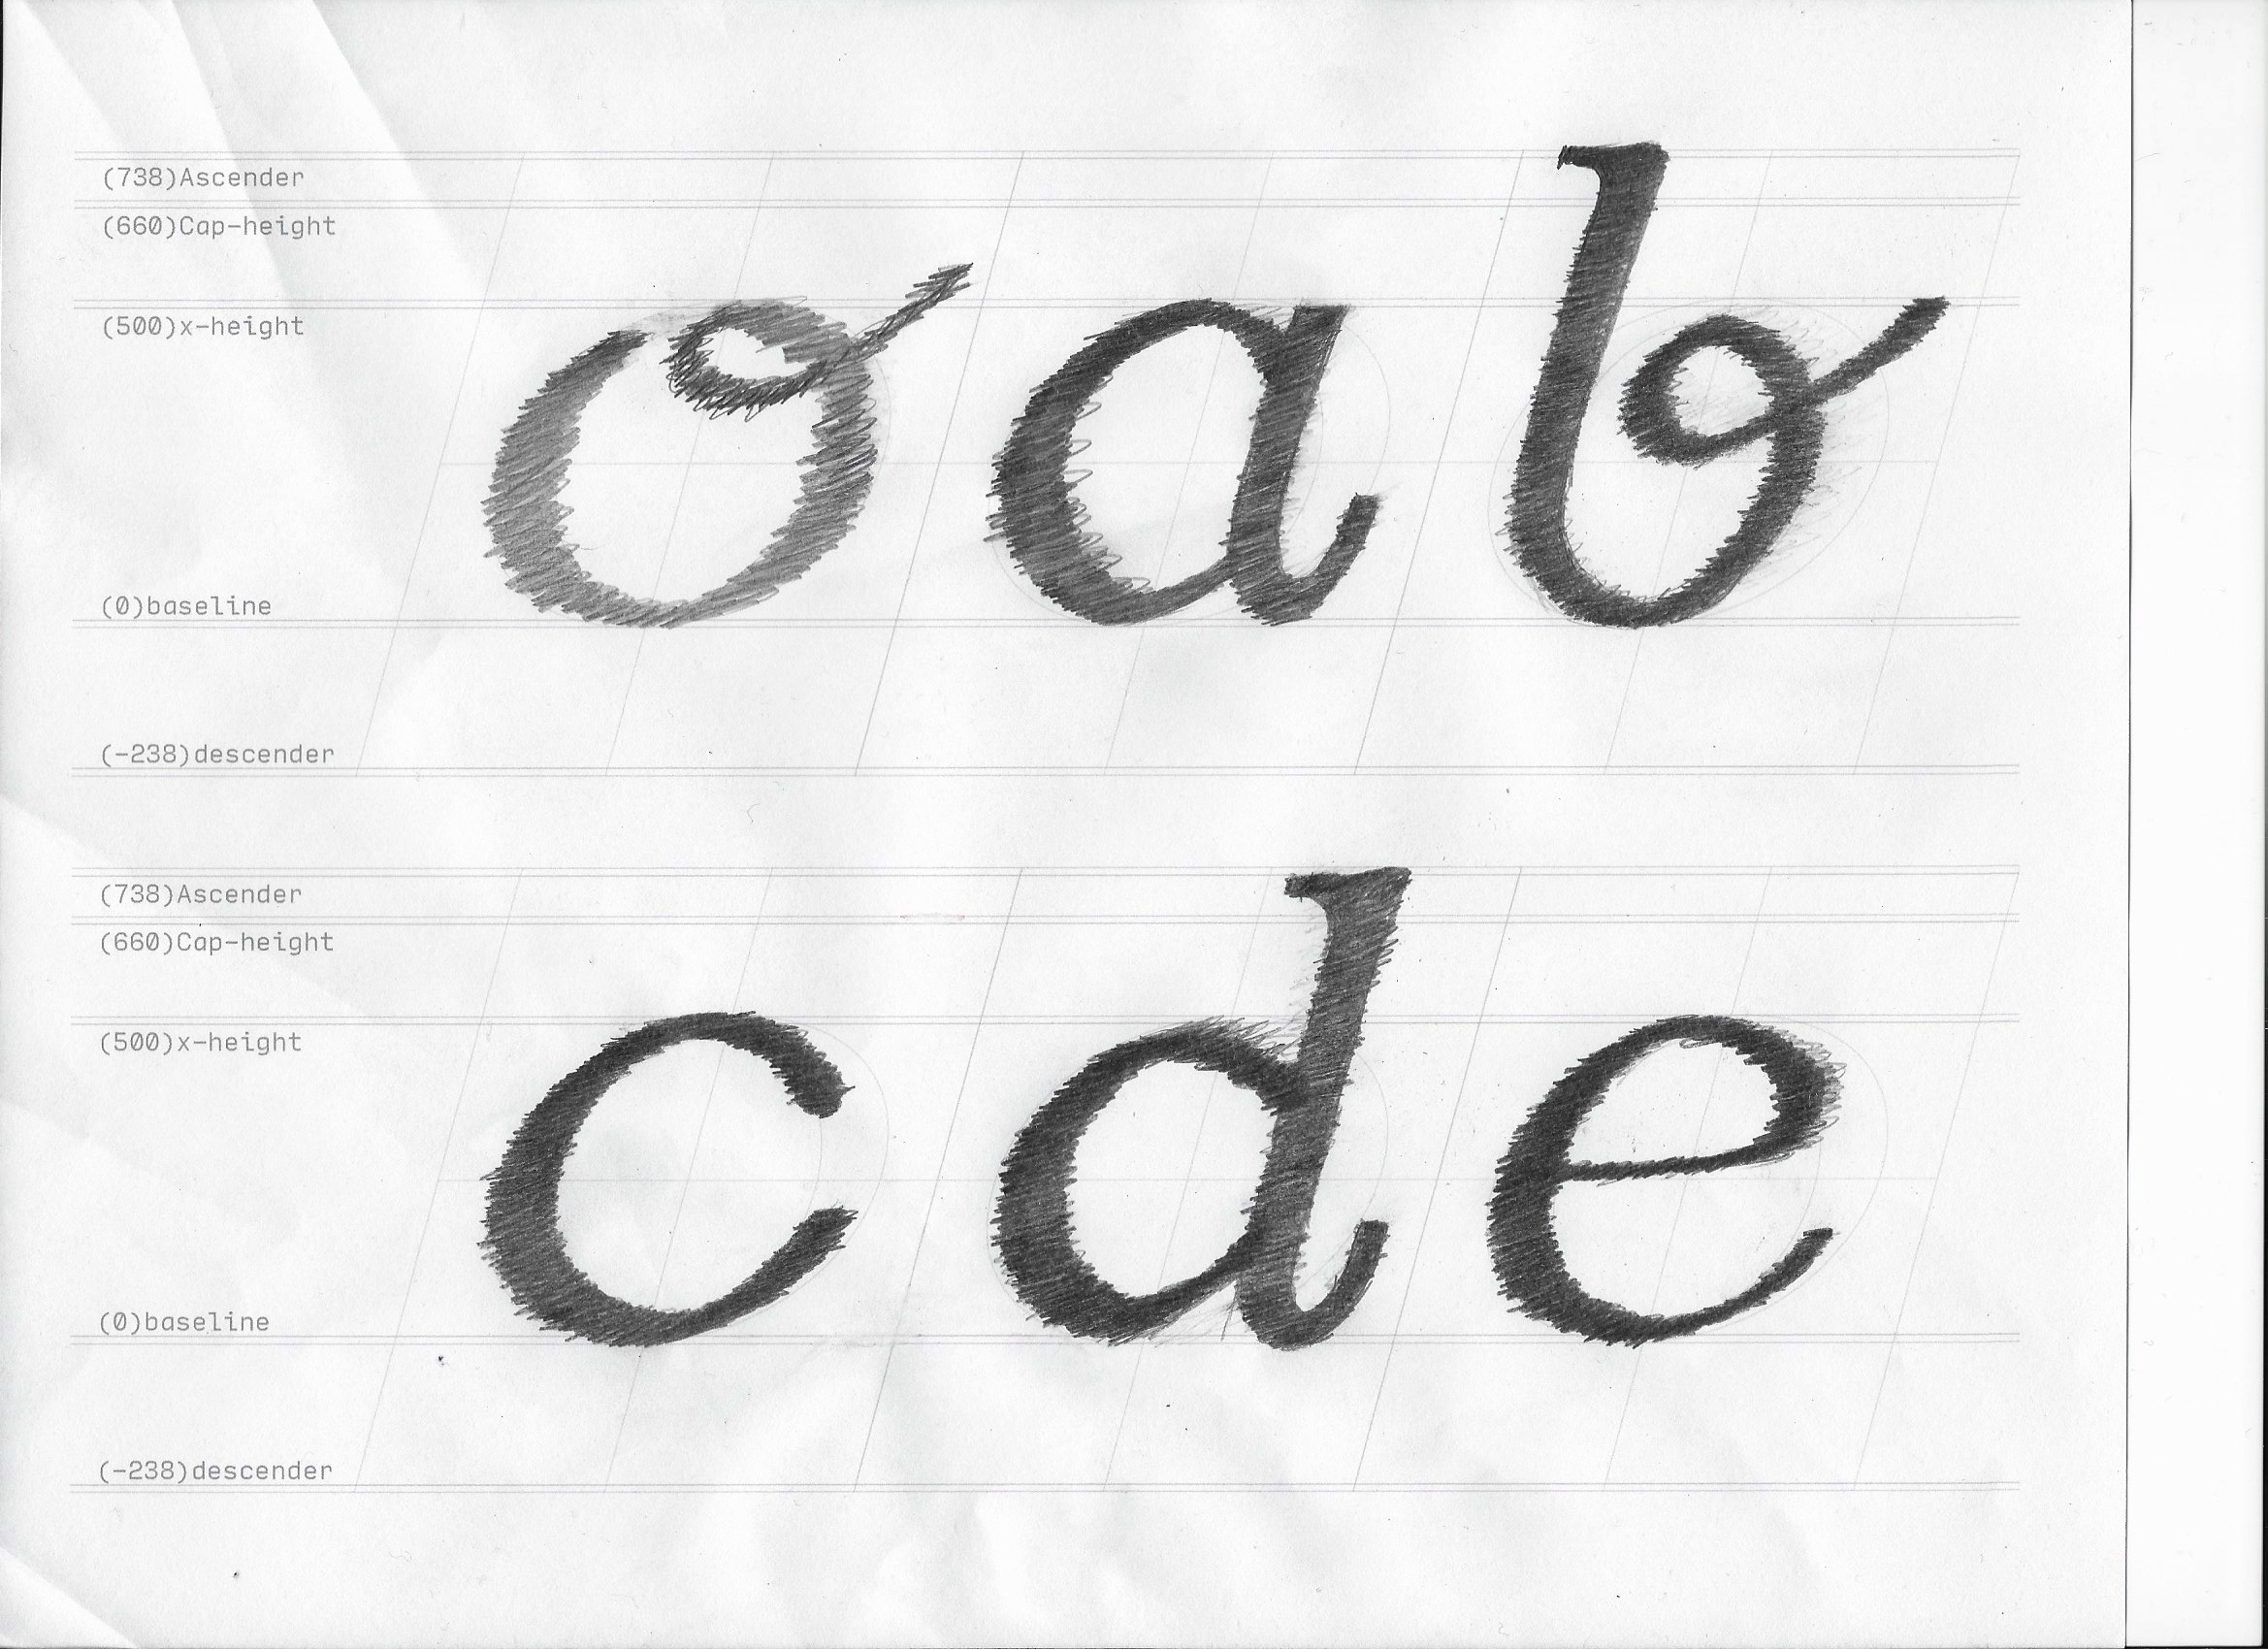 (738)Ascender
(660)Cap-height
(500)x-height
o a b
(0)baseline
(-238)descender
(738)Ascender
(660)Cap-height
(500)x-height
c d e
(0)baseline
(-238)descender